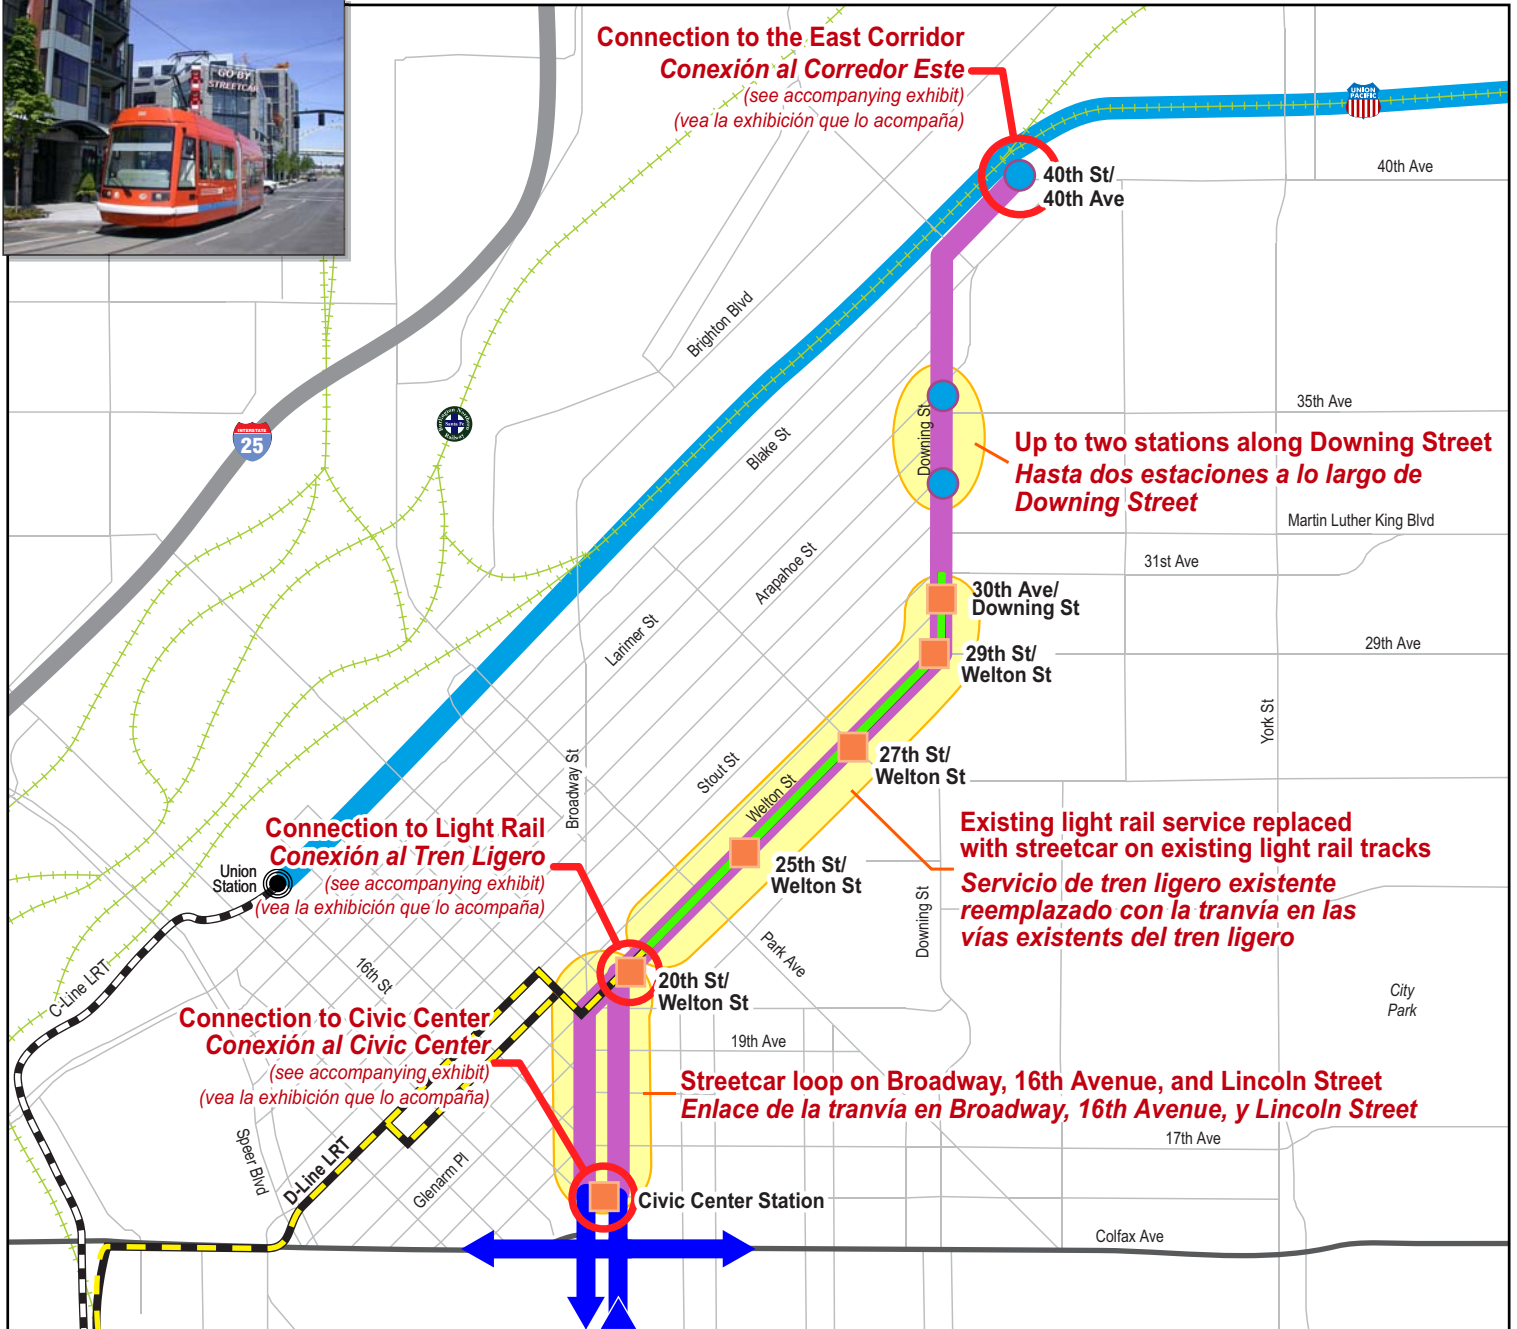 GO BY
STREETCAR
Connection to the East Corridor
Conexión al Corredor Este
(see accompanying exhibit)
(vea la exhibición que lo acompaña)
UNION
PACIFIC
40th St/
40th Ave
40th Ave
Brighton Blvd
35th Ave
INTERSTATE
25
Burlington Northern
Santa Fe
Railway
Blake St
Downing St
Up to two stations along Downing Street
Hasta dos estaciones a lo largo de
Downing Street
Martin Luther King Blvd
31st Ave
Arapahoe St
30th Ave/
Downing St
Larimer St
29th Ave
29th St/
Welton St
York St
27th St/
Welton St
Broadway St
Stout St
Welton St
Existing light rail service replaced
with streetcar on existing light rail tracks
Servicio de tren ligero existente
reemplazado con la tranvía en las
vías existents del tren ligero
Connection to Light Rail
Conexión al Tren Ligero
(see accompanying exhibit)
(vea la exhibición que lo acompaña)
Union
Station
25th St/
Welton St
Downing St
Park Ave
16th St
20th St/
Welton St
C-Line LRT
City
Park
Connection to Civic Center
Conexión al Civic Center
(see accompanying exhibit)
(vea la exhibición que lo acompaña)
19th Ave
Streetcar loop on Broadway, 16th Avenue, and Lincoln Street
Enlace de la tranvía en Broadway, 16th Avenue, y Lincoln Street
17th Ave
Speer Blvd
D-Line LRT
Glenarm Pl
Civic Center Station
Colfax Ave